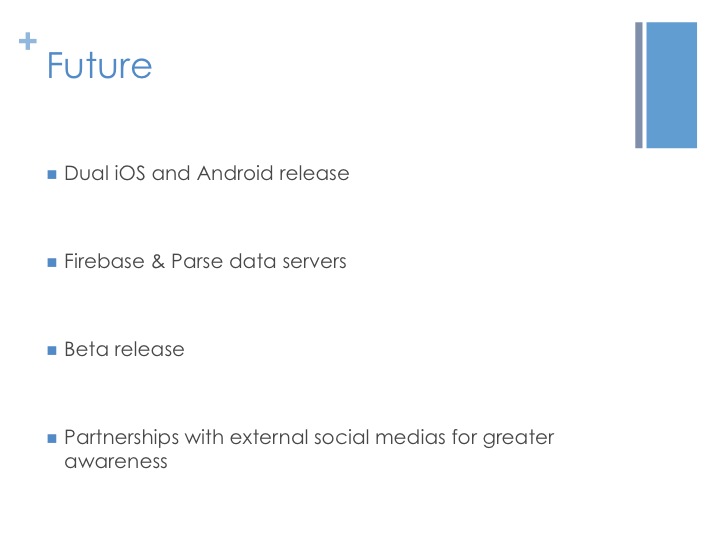 +
Future
Dual iOS and Android release
Firebase & Parse data servers
Beta release
Partnerships with external social medias for greater
awareness